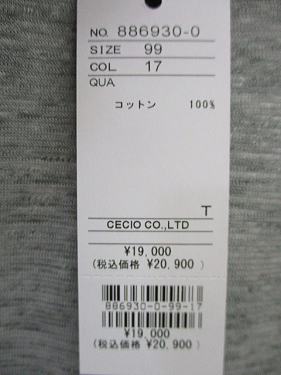 NO. 886930-0
SIZE 99
COL 17
QUA
コットン 100%
T
CECIO CO.,LTD
¥19,000
(税込価格 ¥20,900 )
886930-0-99-17
¥19,000
(税込価格 ¥20,900 )